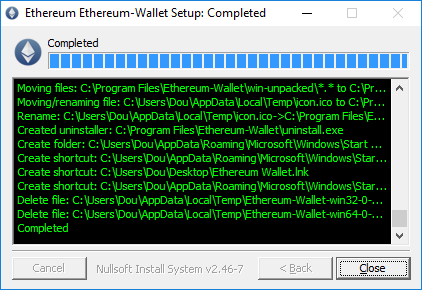 Ethereum Ethereum-Wallet Setup: Completed
Completed
Moving files: C:\Program Files\Ethereum-Wallet\win-unpacked\*.* to C:\Pr...
Moving/renaming file: C:\Users\Dou\AppData\Local\Temp\icon.ico to C:\Pr...
Rename: C:\Users\Dou\AppData\Local\Temp\icon.ico->C:\Program Files\E...
Created uninstaller: C:\Program Files\Ethereum-Wallet\uninstall.exe
Create folder: C:\Users\Dou\AppData\Roaming\Microsoft\Windows\Start ...
Create shortcut: C:\Users\Dou\AppData\Roaming\Microsoft\Windows\Star...
Create shortcut: C:\Users\Dou\Desktop\Ethereum Wallet.lnk
Create shortcut: C:\Users\Dou\AppData\Roaming\Microsoft\Windows\Star...
Delete file: C:\Users\Dou\AppData\Local\Temp\Ethereum-Wallet-win32-0-...
Delete file: C:\Users\Dou\AppData\Local\Temp\Ethereum-Wallet-win64-0-...
Completed
Cancel Nullsoft Install System v2.46-7 < Back Close